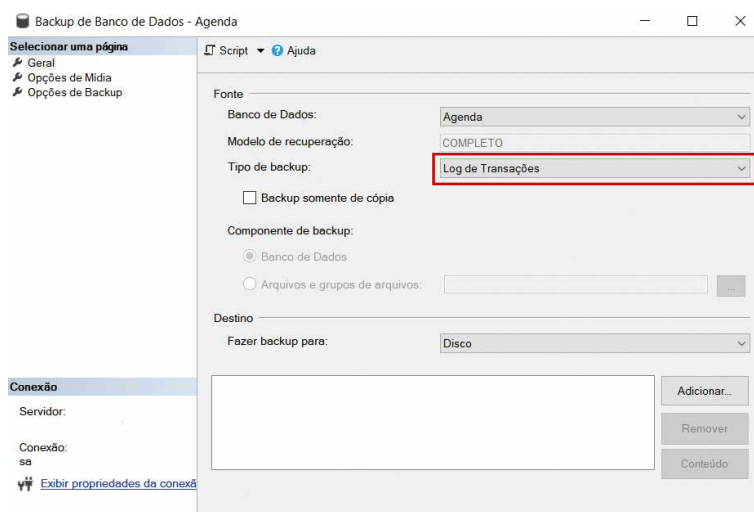 Backup de Banco de Dados - Agenda
Selecionar uma página
Geral
Opções de Mídia
Opções de Backup
Script
Ajuda
Fonte
Banco de Dados: Agenda
Modelo de recuperação: COMPLETO
Tipo de backup: Log de Transações
Backup somente de cópia
Componente de backup:
Banco de Dados
Arquivos e grupos de arquivos: ...
Destino
Fazer backup para: Disco
Adicionar...
Remover
Conteúdo
Conexão
Servidor:
Conexão:
sa
Exibir propriedades da conexã